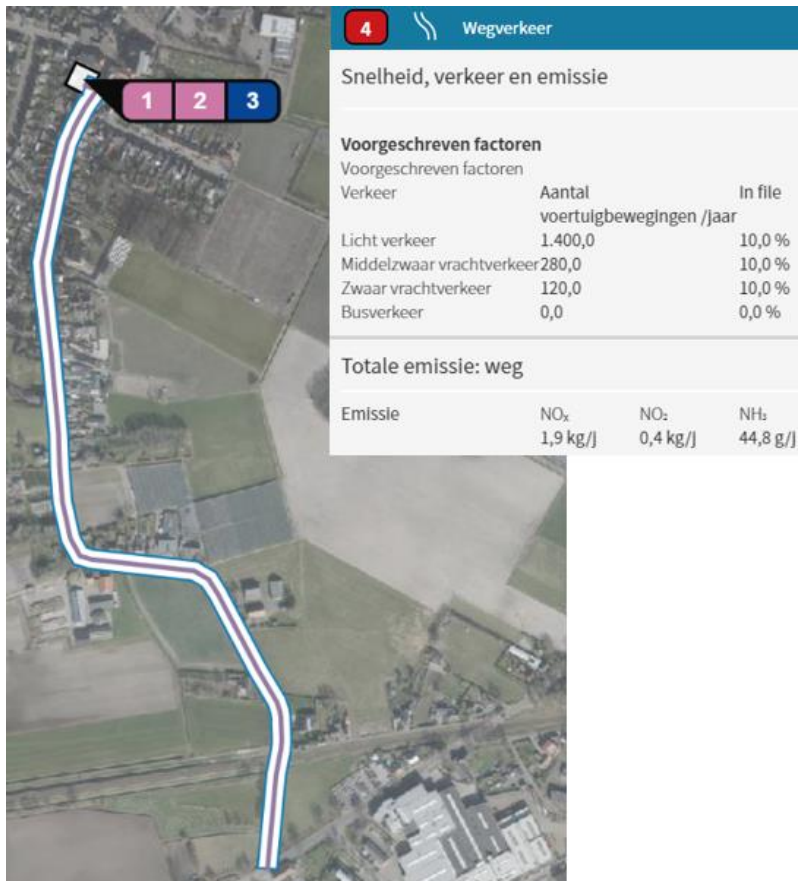 1 2 3
4 Wegverkeer
Snelheid, verkeer en emissie
Voorgeschreven factoren
Voorgeschreven factoren
Verkeer Aantal voertuigbewegingen /jaar In file
Licht verkeer 1.400,0 10,0 %
Middelzwaar vrachtverkeer 280,0 10,0 %
Zwaar vrachtverkeer 120,0 10,0 %
Busverkeer 0,0 0,0 %
Totale emissie: weg
Emissie NOₓ NO₂ NH₃
1,9 kg/j 0,4 kg/j 44,8 g/j